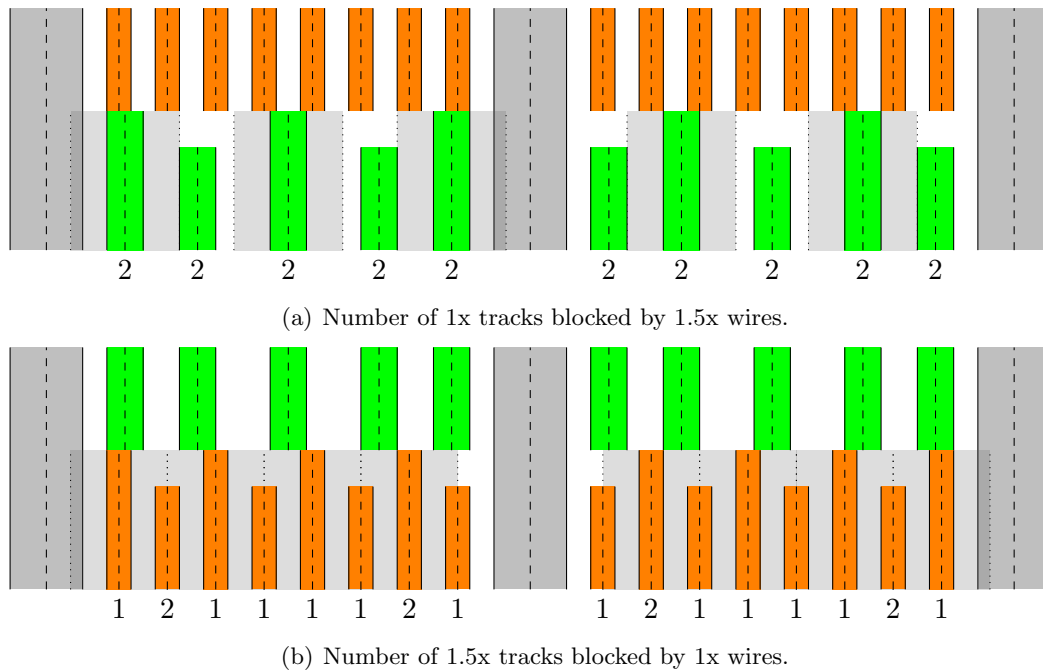 2 2 2 2 2 2 2 2 2 2
(a) Number of 1x tracks blocked by 1.5x wires.
1 2 1 1 1 1 2 1 1 2 1 1 1 1 2 1
(b) Number of 1.5x tracks blocked by 1x wires.